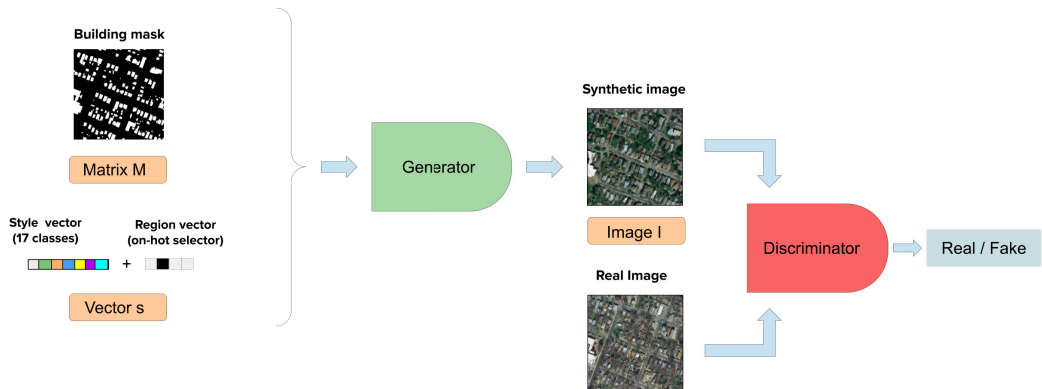 Building mask
Matrix M
Style vector
(17 classes)
+
Region vector
(on-hot selector)
Vector s
Generator
Synthetic image
Image I
Real Image
Discriminator
Real / Fake